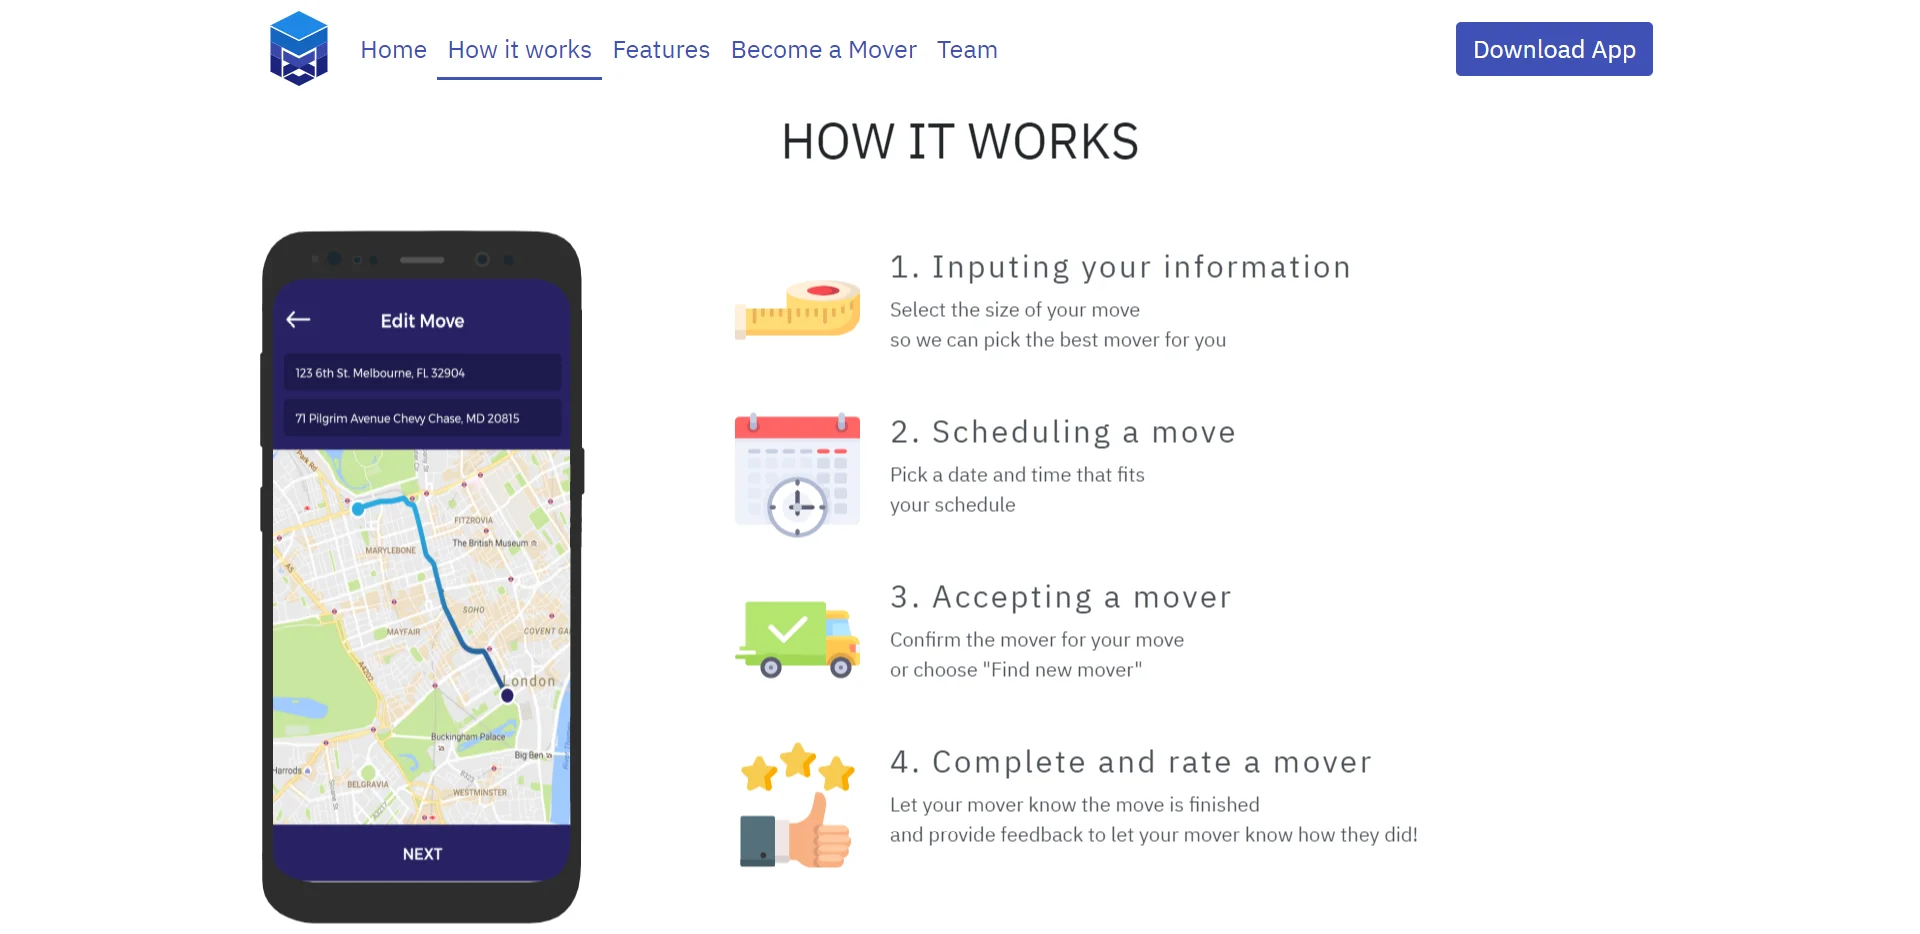 Home How it works Features Become a Mover Team Download App
HOW IT WORKS
Edit Move
123 6th St. Melbourne, FL 32904
71 Pilgrim Avenue Chevy Chase, MD 20815
Park Rd
FITZROVIA
The British Museum
MARYLEBONE
A5
SOHO
MAYFAIR
COVENT GA
A4202
London
Buckingham Palace
Big Ben
Harrods
BELGRAVIA
B323
WESTMINSTER
A3217
NEXT
1. Inputing your information
Select the size of your move
so we can pick the best mover for you
2. Scheduling a move
Pick a date and time that fits
your schedule
3. Accepting a mover
Confirm the mover for your move
or choose "Find new mover"
4. Complete and rate a mover
Let your mover know the move is finished
and provide feedback to let your mover know how they did!